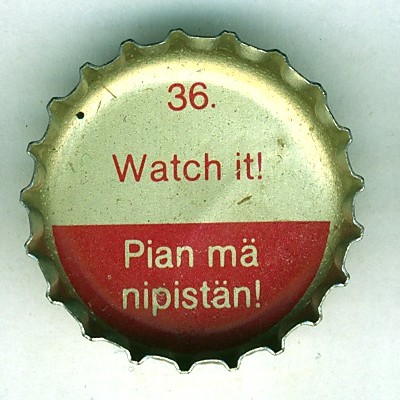 36.
Watch it!
Pian mä
nipistän!